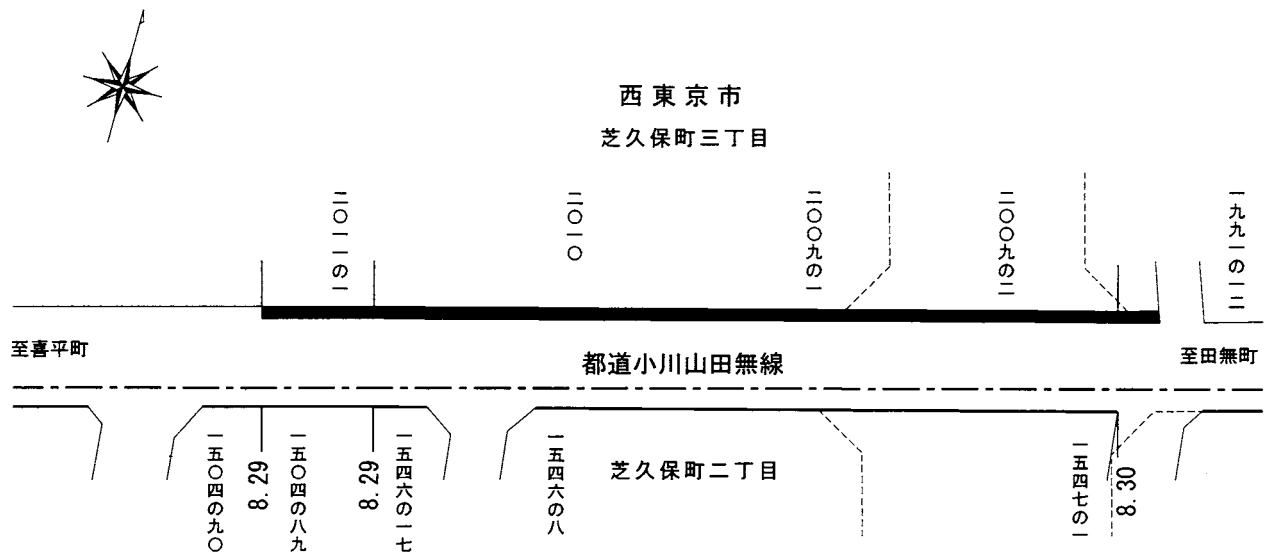 西東京市
芝久保町三丁目
二〇一一の一
二〇一〇
二〇〇九の一
二〇〇九の二
一九九一の一二
至喜平町
都道小川山田無線
至田無町
一五〇四の九〇
8.29
一五〇四の八九
8.29
一五四六の一七
一五四六の八
芝久保町二丁目
一五四七の一
8.30